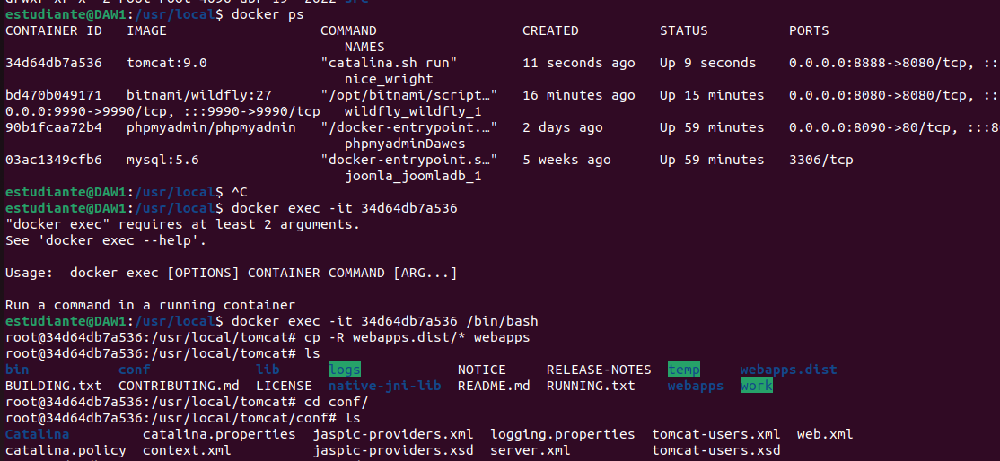 estudiante@DAW1:/usr/local$ docker ps
CONTAINER ID   IMAGE                   COMMAND                  CREATED          STATUS          PORTS
NAMES
34d64db7a536   tomcat:9.0              "catalina.sh run"        11 seconds ago   Up 9 seconds    0.0.0.0:8888->8080/tcp, :::
nice_wright
bd470b049171   bitnami/wildfly:27      "/opt/bitnami/script…"   16 minutes ago   Up 15 minutes   0.0.0.0:8080->8080/tcp, :::
0.0.0:9990->9990/tcp, :::9990->9990/tcp   wildfly_wildfly_1
90b1fcaa72b4   phpmyadmin/phpmyadmin   "/docker-entrypoint.…"   2 days ago       Up 59 minutes   0.0.0.0:8090->80/tcp, :::8
phpmyadminDawes
03ac1349cfb6   mysql:5.6               "docker-entrypoint.s…"   5 weeks ago      Up 59 minutes   3306/tcp
joomla_joomladb_1
estudiante@DAW1:/usr/local$ ^C
estudiante@DAW1:/usr/local$ docker exec -it 34d64db7a536
"docker exec" requires at least 2 arguments.
See 'docker exec --help'.
Usage:  docker exec [OPTIONS] CONTAINER COMMAND [ARG...]
Run a command in a running container
estudiante@DAW1:/usr/local$ docker exec -it 34d64db7a536 /bin/bash
root@34d64db7a536:/usr/local/tomcat# cp -R webapps.dist/* webapps
root@34d64db7a536:/usr/local/tomcat# ls
bin           conf             lib      logs            NOTICE     RELEASE-NOTES  temp     webapps.dist
BUILDING.txt  CONTRIBUTING.md  LICENSE  native-jni-lib  README.md  RUNNING.txt    webapps  work
root@34d64db7a536:/usr/local/tomcat# cd conf/
root@34d64db7a536:/usr/local/tomcat/conf# ls
Catalina         catalina.properties  jaspic-providers.xml  logging.properties  tomcat-users.xml  web.xml
catalina.policy  context.xml          jaspic-providers.xsd  server.xml          tomcat-users.xsd